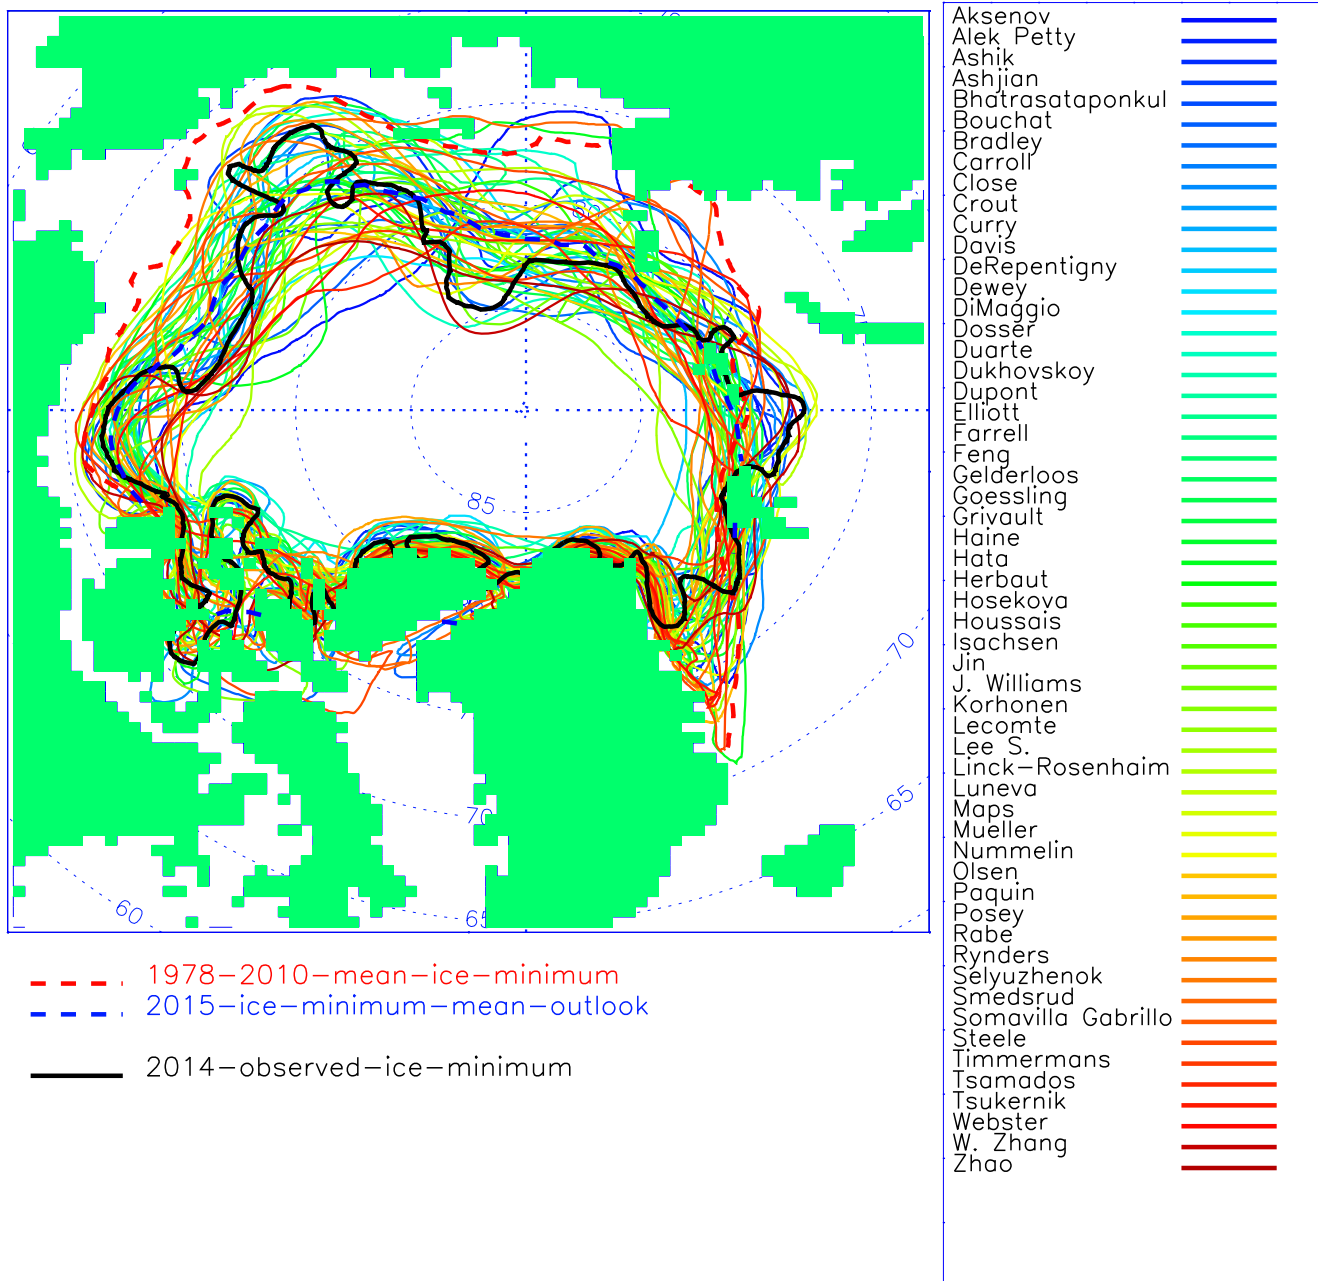 Aksenov
Alek Petty
Ashik
Ashjian
Bhatrasataponkul
Bouchat
Bradley
Carroll
Close
Crout
Curry
Davis
DeRepentigny
Dewey
DiMaggio
Dosser
Duarte
Dukhovskoy
Dupont
Elliott
Farrell
Feng
Gelderloos
Goessling
Grivault
Haine
Hata
Herbaut
Hosekova
Houssais
Isachsen
Jin
J. Williams
Korhonen
Lecomte
Lee S.
Linck-Rosenhaim
Luneva
Maps
Mueller
Nummelin
Olsen
Paquin
Posey
Rabe
Rynders
Selyuzhenok
Smedsrud
Somavilla Gabrillo
Steele
Timmermans
Tsamados
Tsukernik
Webster
W. Zhang
Zhao
85
70
65
70
65
60
1978-2010-mean-ice-minimum
2015-ice-minimum-mean-outlook
2014-observed-ice-minimum